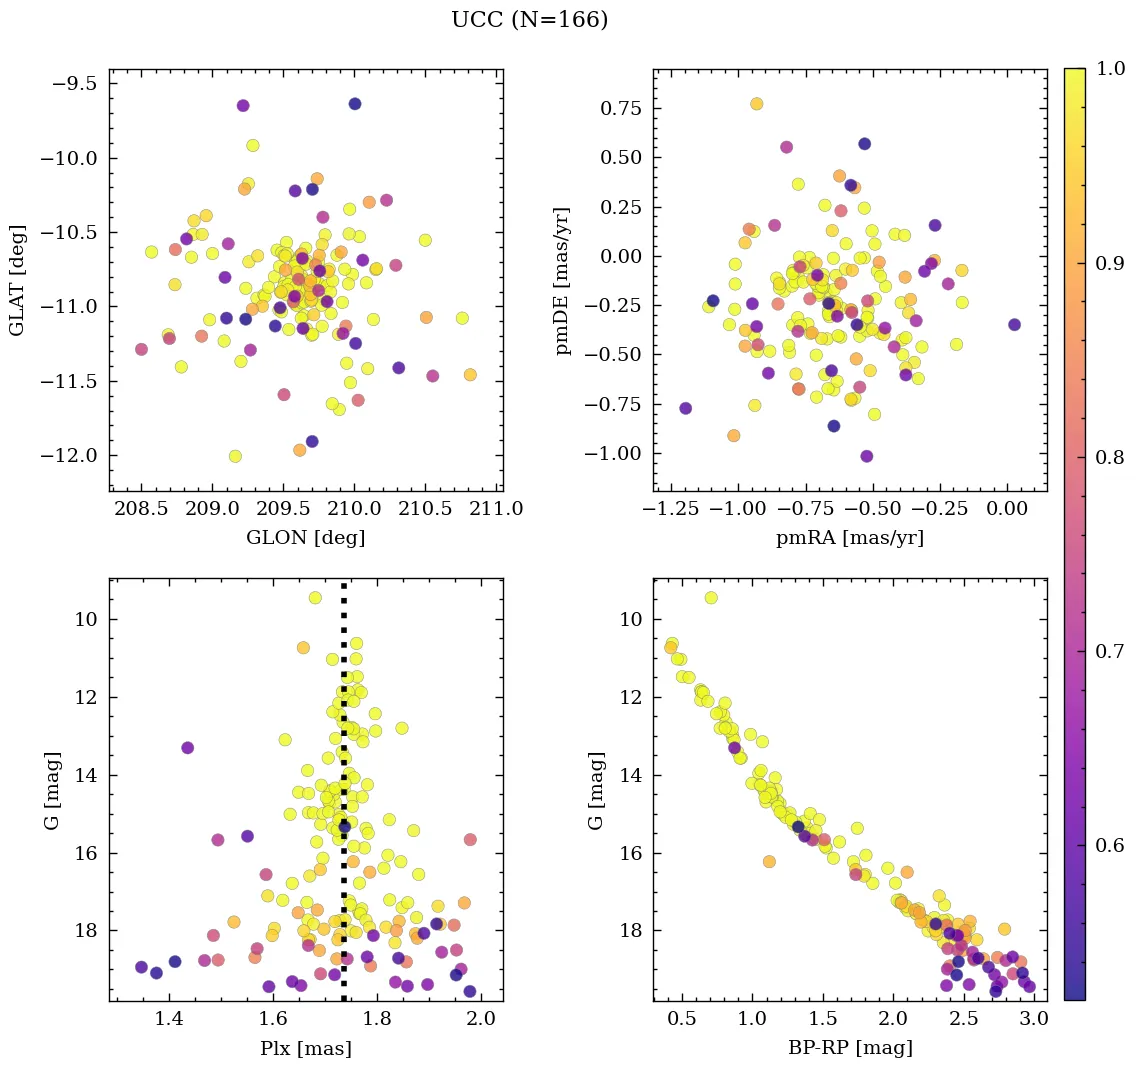 UCC (N=166)
−9.5
−10.0
−10.5
−11.0
−11.5
−12.0
GLAT [deg]
208.5 209.0 209.5 210.0 210.5 211.0
GLON [deg]
0.75
0.50
0.25
0.00
−0.25
−0.50
−0.75
−1.00
pmDE [mas/yr]
−1.25 −1.00 −0.75 −0.50 −0.25 0.00
pmRA [mas/yr]
10
12
14
16
18
G [mag]
1.4 1.6 1.8 2.0
Plx [mas]
10
12
14
16
18
G [mag]
0.5 1.0 1.5 2.0 2.5 3.0
BP-RP [mag]
1.0
0.9
0.8
0.7
0.6